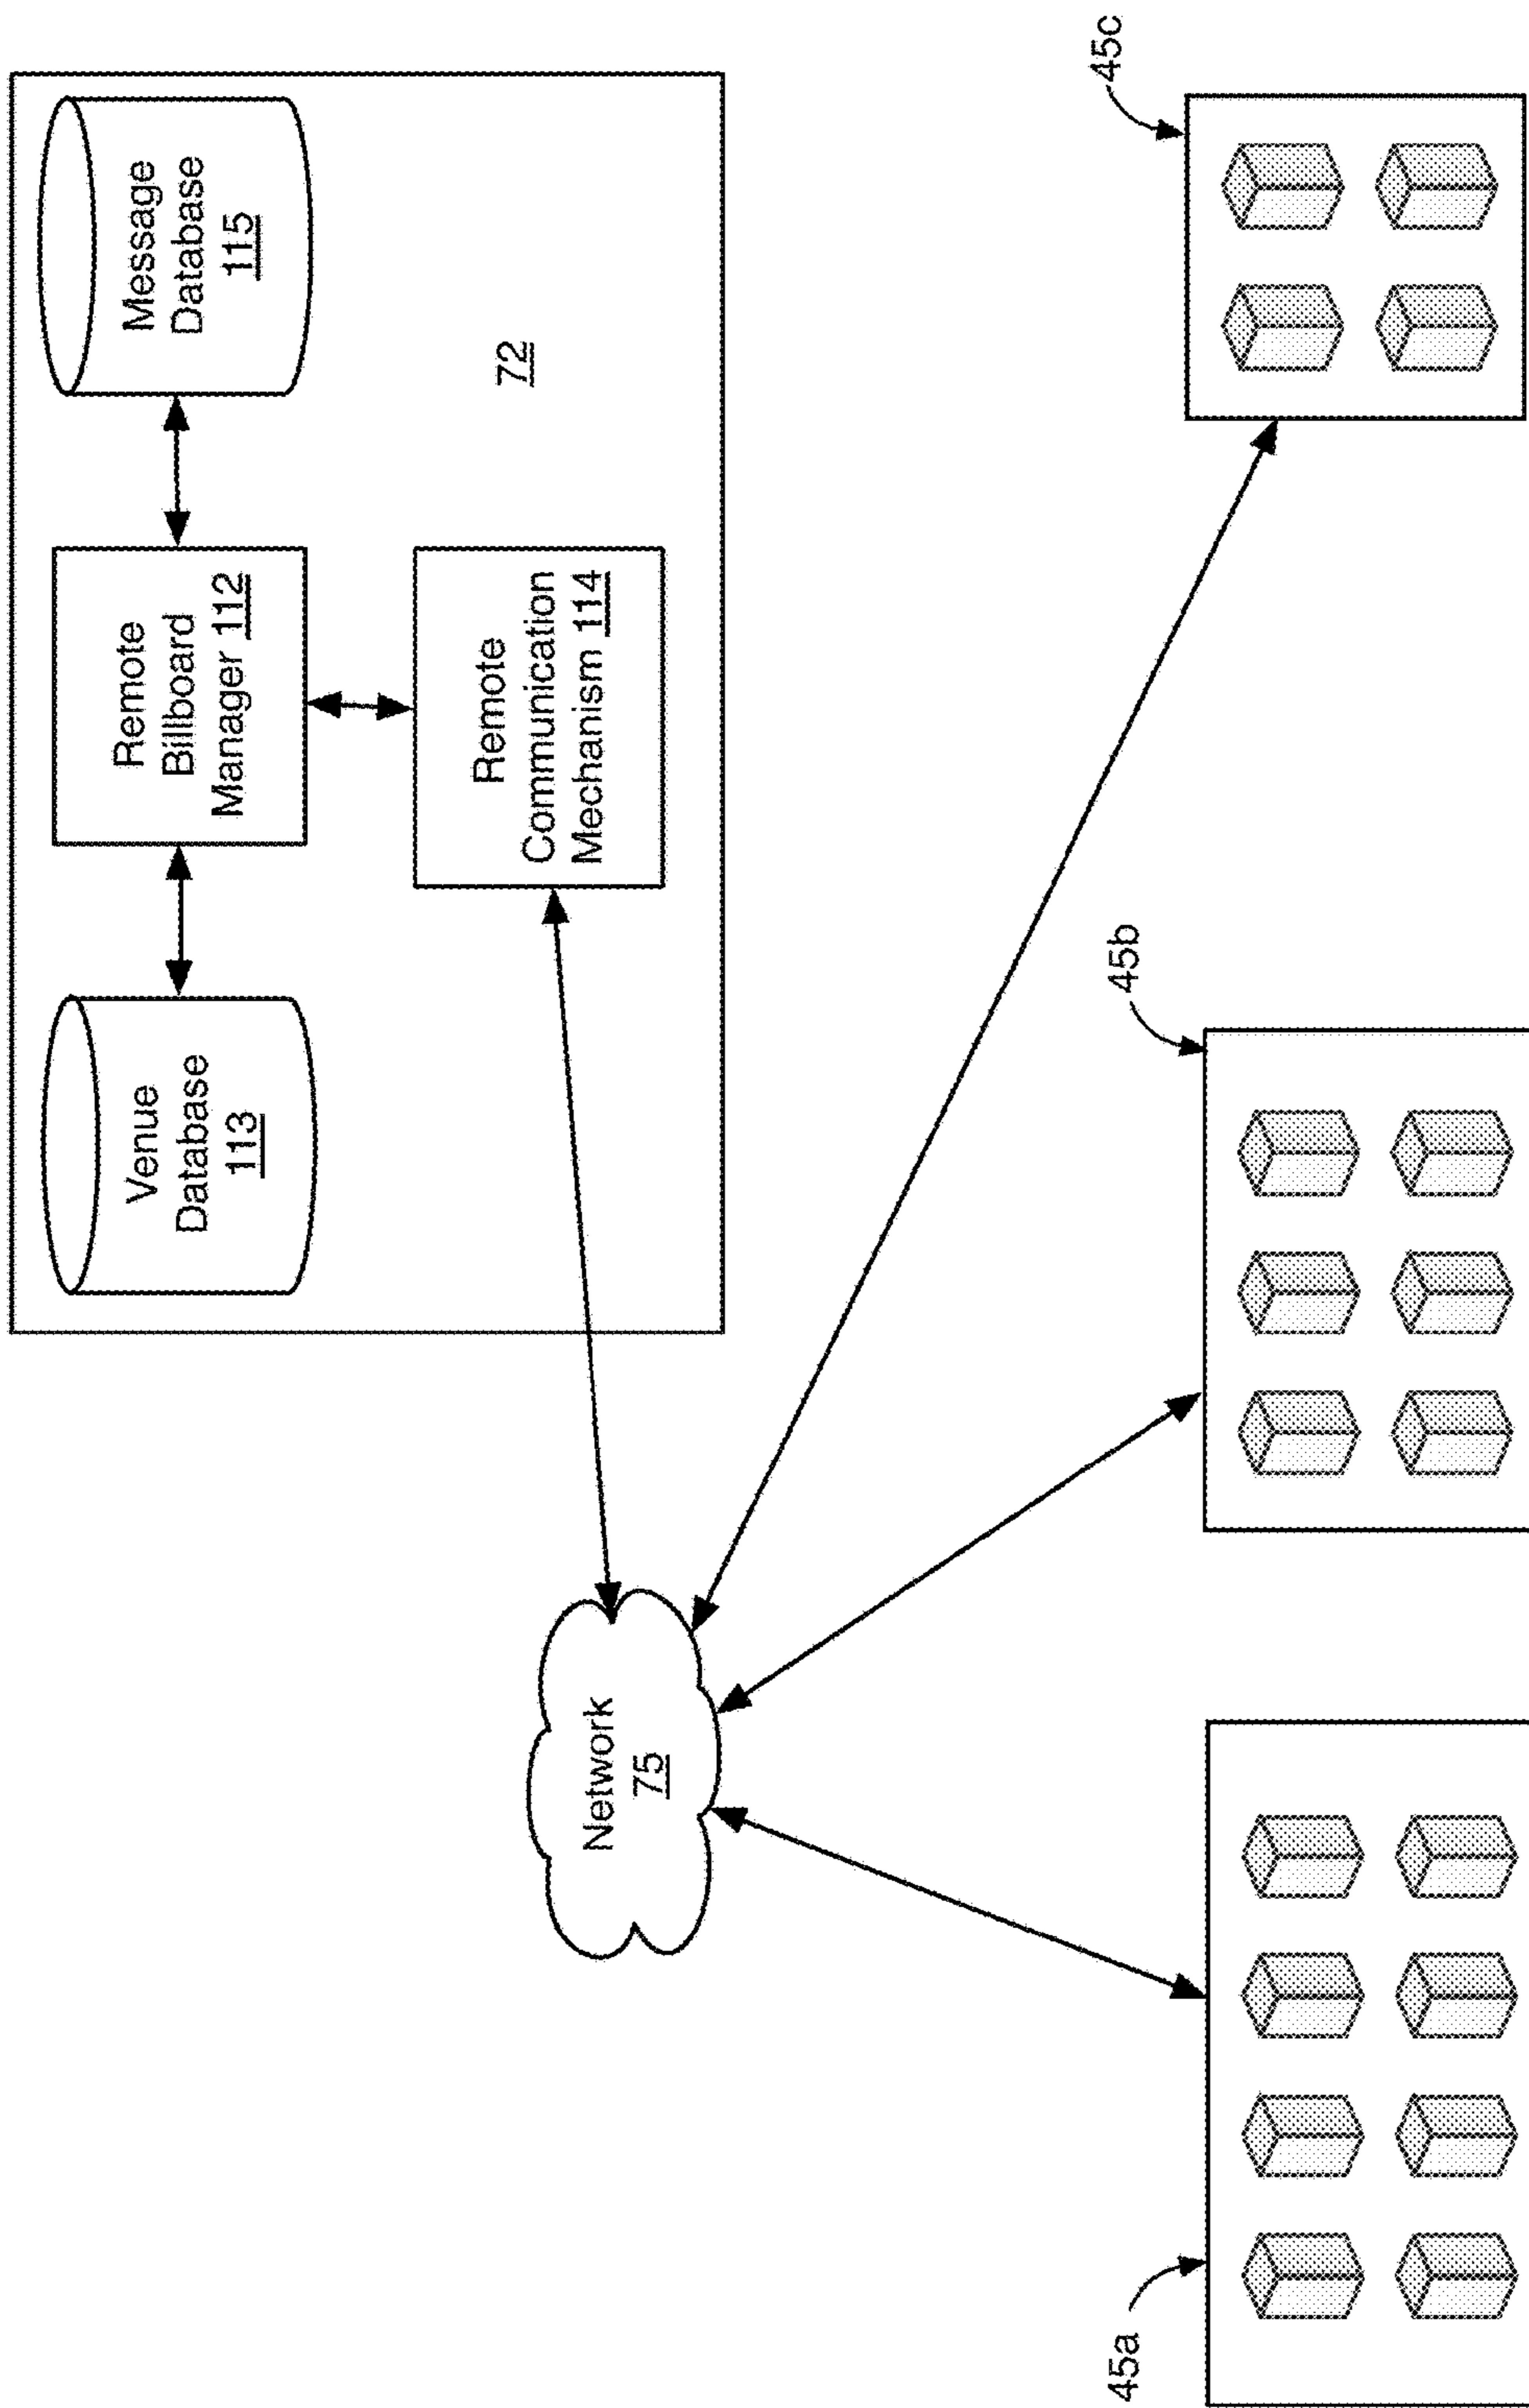 Venue
Database
113
Remote
Billboard
Manager 112
Message
Database
115
Remote
Communication
Mechanism 114
72
Network
75
45a
45b
45c